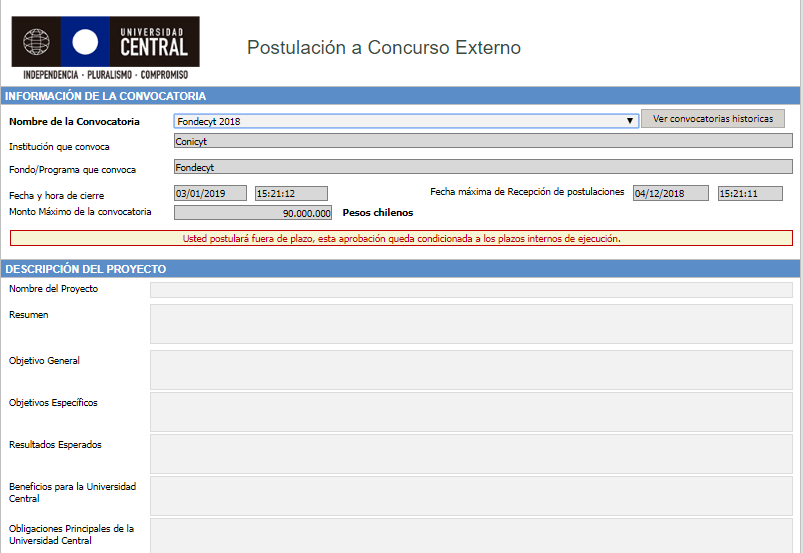 UNIVERSIDAD
CENTRAL
INDEPENDENCIA · PLURALISMO · COMPROMISO
Postulación a Concurso Externo
INFORMACIÓN DE LA CONVOCATORIA
Nombre de la Convocatoria Fondecyt 2018 ▼ Ver convocatorias historicas
Institución que convoca Conicyt
Fondo/Programa que convoca Fondecyt
Fecha y hora de cierre 03/01/2019 15:21:12 Fecha máxima de Recepción de postulaciones 04/12/2018 15:21:11
Monto Máximo de la convocatoria 90.000.000 Pesos chilenos
Usted postulará fuera de plazo, esta aprobación queda condicionada a los plazos internos de ejecución.
DESCRIPCIÓN DEL PROYECTO
Nombre del Proyecto
Resumen
Objetivo General
Objetivos Específicos
Resultados Esperados
Beneficios para la Universidad
Central
Obligaciones Principales de la
Universidad Central